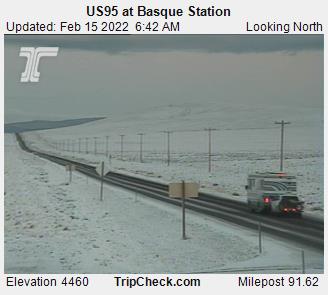 US95 at Basque Station
Updated: Feb 15 2022 6:42 AM Looking North
Elevation 4460 TripCheck.com Milepost 91.62